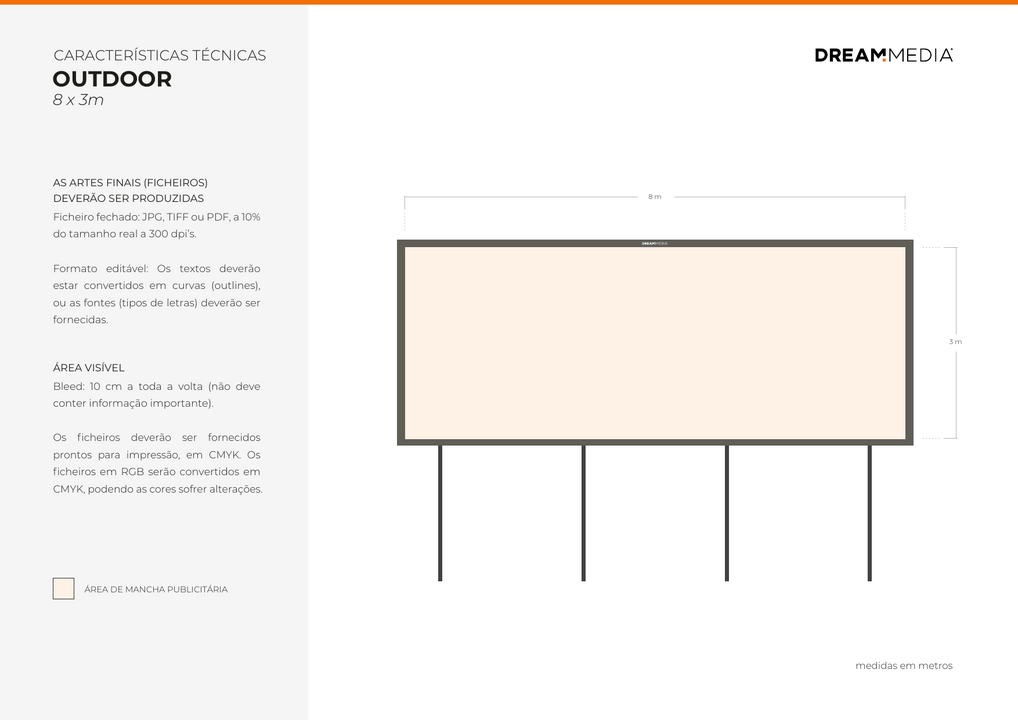 CARACTERÍSTICAS TÉCNICAS
OUTDOOR
8 x 3m
AS ARTES FINAIS (FICHEIROS)
DEVERÃO SER PRODUZIDAS
Ficheiro fechado: JPG, TIFF ou PDF, a 10%
do tamanho real a 300 dpi's.
Formato editável: Os textos deverão
estar convertidos em curvas (outlines),
ou as fontes (tipos de letras) deverão ser
fornecidas.
ÁREA VISÍVEL
Bleed: 10 cm a toda a volta (não deve
conter informação importante).
Os ficheiros deverão ser fornecidos
prontos para impressão, em CMYK. Os
ficheiros em RGB serão convertidos em
CMYK, podendo as cores sofrer alterações.
ÁREA DE MANCHA PUBLICITÁRIA
DREAMMEDIA
8 m
DREAMMEDIA
3 m
medidas em metros